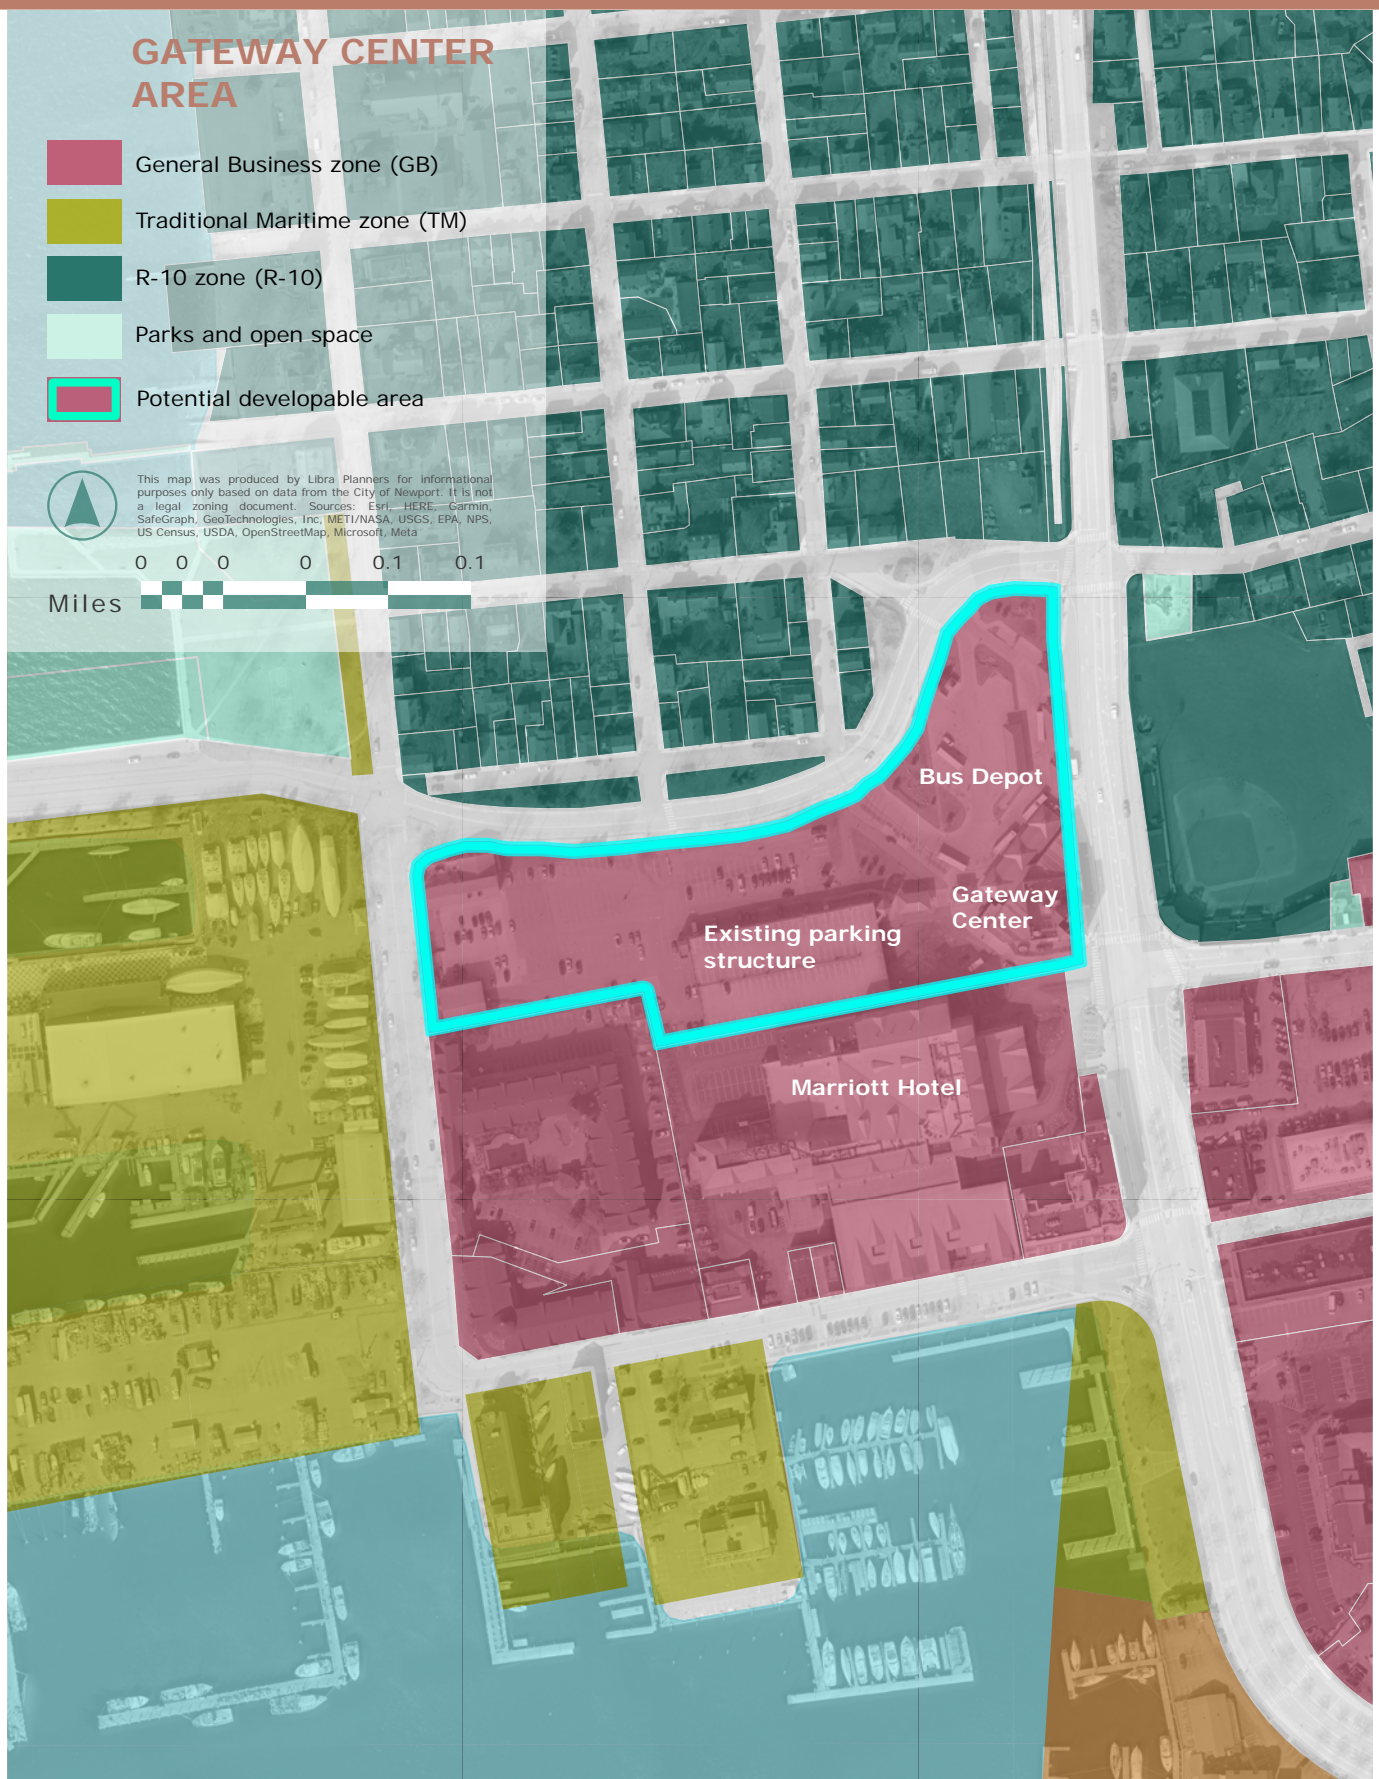 GATEWAY CENTER
AREA
General Business zone (GB)
Traditional Maritime zone (TM)
R-10 zone (R-10)
Parks and open space
Potential developable area
This map was produced by Libra Planners for informational
purposes only based on data from the City of Newport. It is not
a legal zoning document. Sources: Esri, HERE, Garmin,
SafeGraph, GeoTechnologies, Inc, METI/NASA, USGS, EPA, NPS,
US Census, USDA, OpenStreetMap, Microsoft, Meta
0 0 0 0 0.1 0.1
Miles
Bus Depot
Gateway
Center
Existing parking
structure
Marriott Hotel